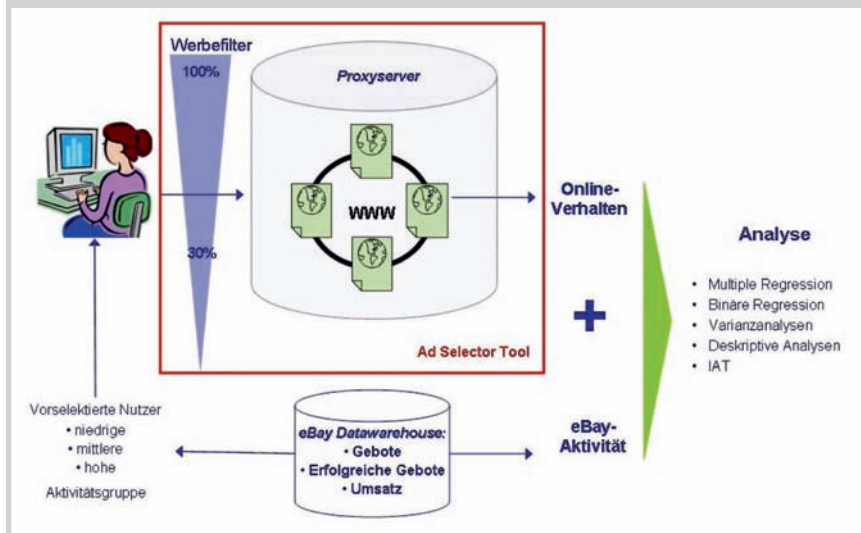 Werbefilter
100%
30%
Proxyserver
WWW
Ad Selector Tool
Online-
Verhalten
+
eBay-
Aktivität
Analyse
• Multiple Regression
• Binäre Regression
• Varianzanalysen
• Deskriptive Analysen
• IAT
Vorselektierte Nutzer
• niedrige
• mittlere
• hohe
Aktivitätsgruppe
eBay Datawarehouse:
• Gebote
• Erfolgreiche Gebote
• Umsatz